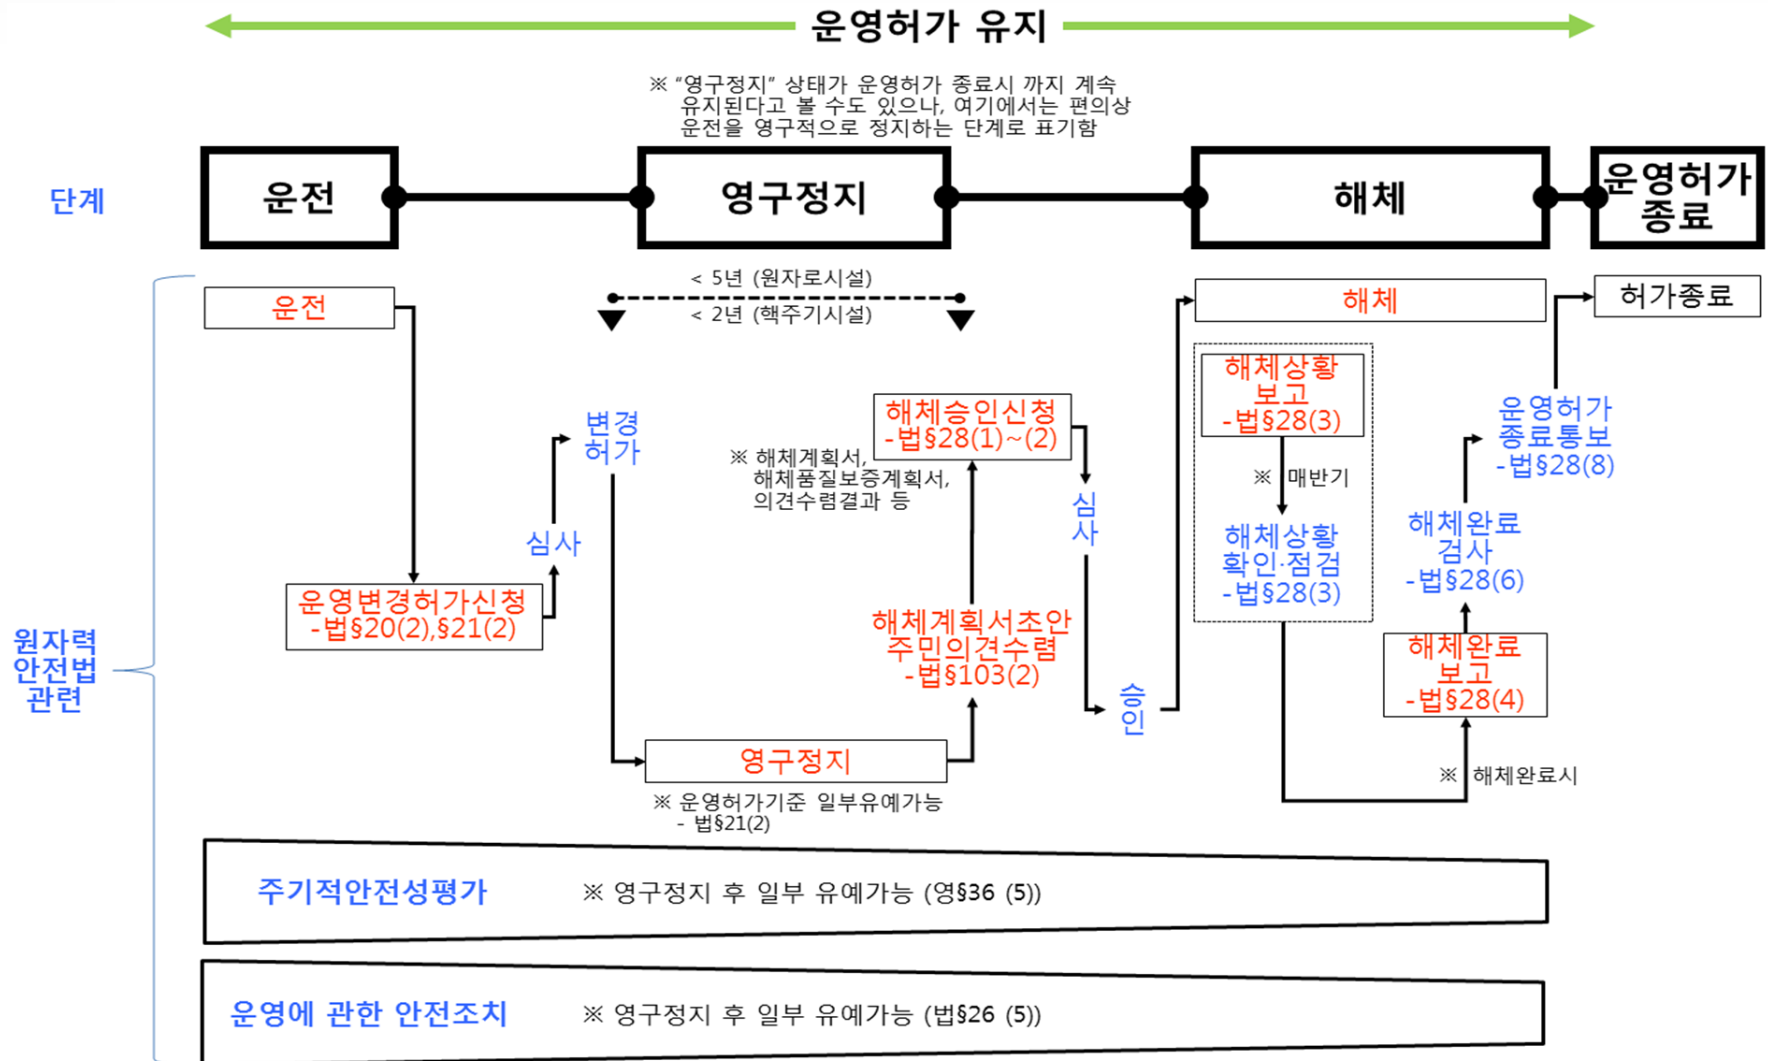 운영허가 유지
※ “영구정지” 상태가 운영허가 종료시 까지 계속
유지된다고 볼 수도 있으나, 여기에서는 편의상
운전을 영구적으로 정지하는 단계로 표기함
단계
운전
영구정지
해체
운영허가
종료
원자력
안전법
관련
운전
< 5년 (원자로시설)
< 2년 (핵주기시설)
해체
허가종료
운영변경허가신청
-법§20(2),§21(2)
심사
변경
허가
영구정지
※ 운영허가기준 일부유예가능
- 법§21(2)
해체계획서초안
주민의견수렴
-법§103(2)
해체승인신청
-법§28(1)~(2)
※ 해체계획서,
해체품질보증계획서,
의견수렴결과 등
심
사
승
인
해체상황
보고
-법§28(3)
※ 매반기
해체상황
확인·점검
-법§28(3)
※ 해체완료시
해체완료
보고
-법§28(4)
해체완료
검사
-법§28(6)
운영허가
종료통보
-법§28(8)
주기적안전성평가 ※ 영구정지 후 일부 유예가능 (영§36 (5))
운영에 관한 안전조치 ※ 영구정지 후 일부 유예가능 (법§26 (5))